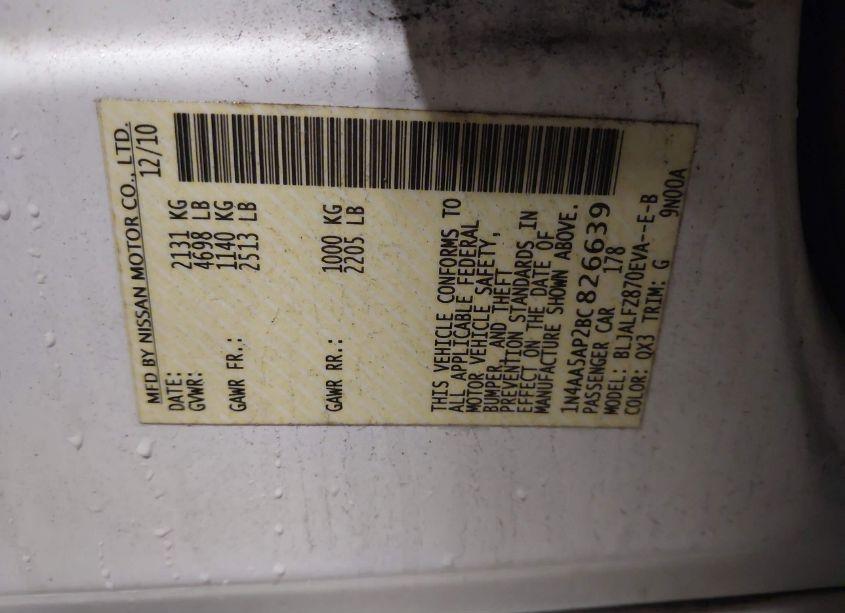 MFD BY NISSAN MOTOR CO., LTD.
DATE: 12/10
GVWR: 2131 KG
4698 LB
GAWR FR.: 1140 KG
2513 LB
GAWR RR.: 1000 KG
2205 LB
THIS VEHICLE CONFORMS TO
ALL APPLICABLE FEDERAL
MOTOR VEHICLE SAFETY,
BUMPER, AND THEFT
PREVENTION STANDARDS IN
EFFECT ON THE DATE OF
MANUFACTURE SHOWN ABOVE.
1N4AA5AP2BC826639
PASSENGER CAR 178
MODEL: BLJALFZ870EVA--E-B
COLOR: QX3 TRIM: G 9N00A